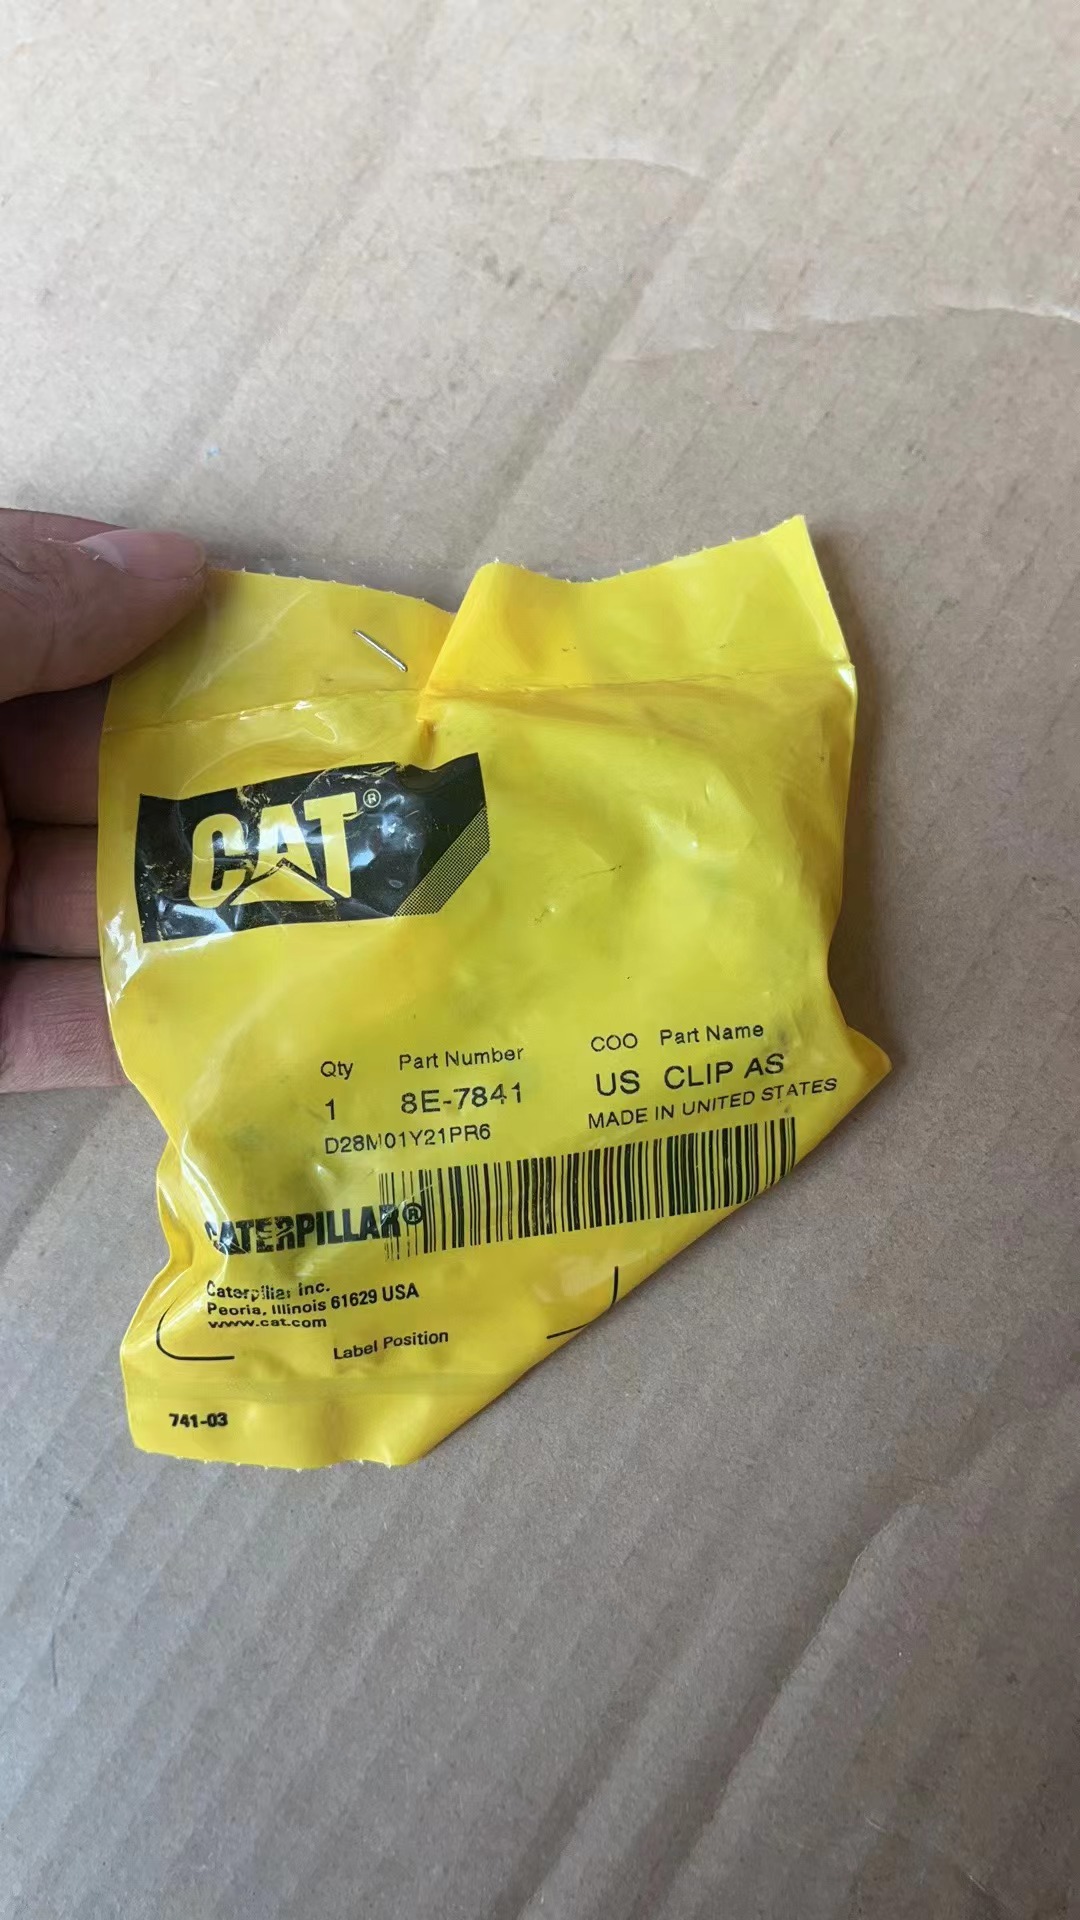 CAT®
Qty Part Number COO Part Name
1 8E-7841 US CLIP AS
D28M01Y21PR6 MADE IN UNITED STATES
CATERPILLAR®
Caterpillar Inc.
Peoria, Illinois 61629 USA
www.cat.com
Label Position
741-03